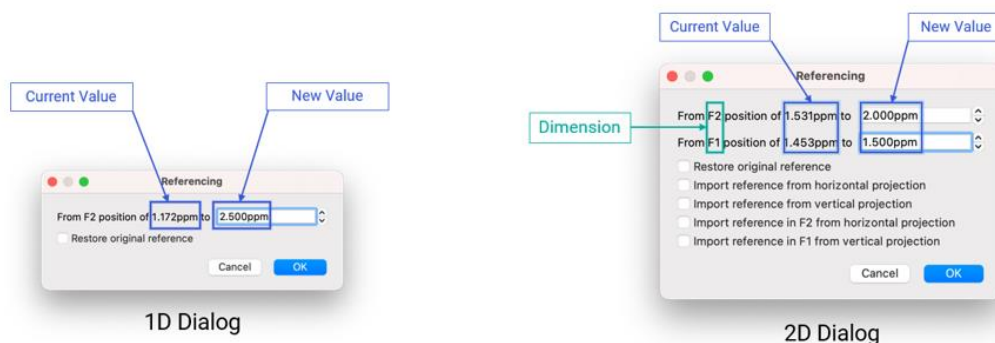 Current Value
New Value
Referencing
From F2 position of 1.172ppm to 2.500ppm
Restore original reference
Cancel
OK
1D Dialog
Current Value
New Value
Dimension
Referencing
From F2 position of 1.531ppm to 2.000ppm
From F1 position of 1.453ppm to 1.500ppm
Restore original reference
Import reference from horizontal projection
Import reference from vertical projection
Import reference in F2 from horizontal projection
Import reference in F1 from vertical projection
Cancel
OK
2D Dialog